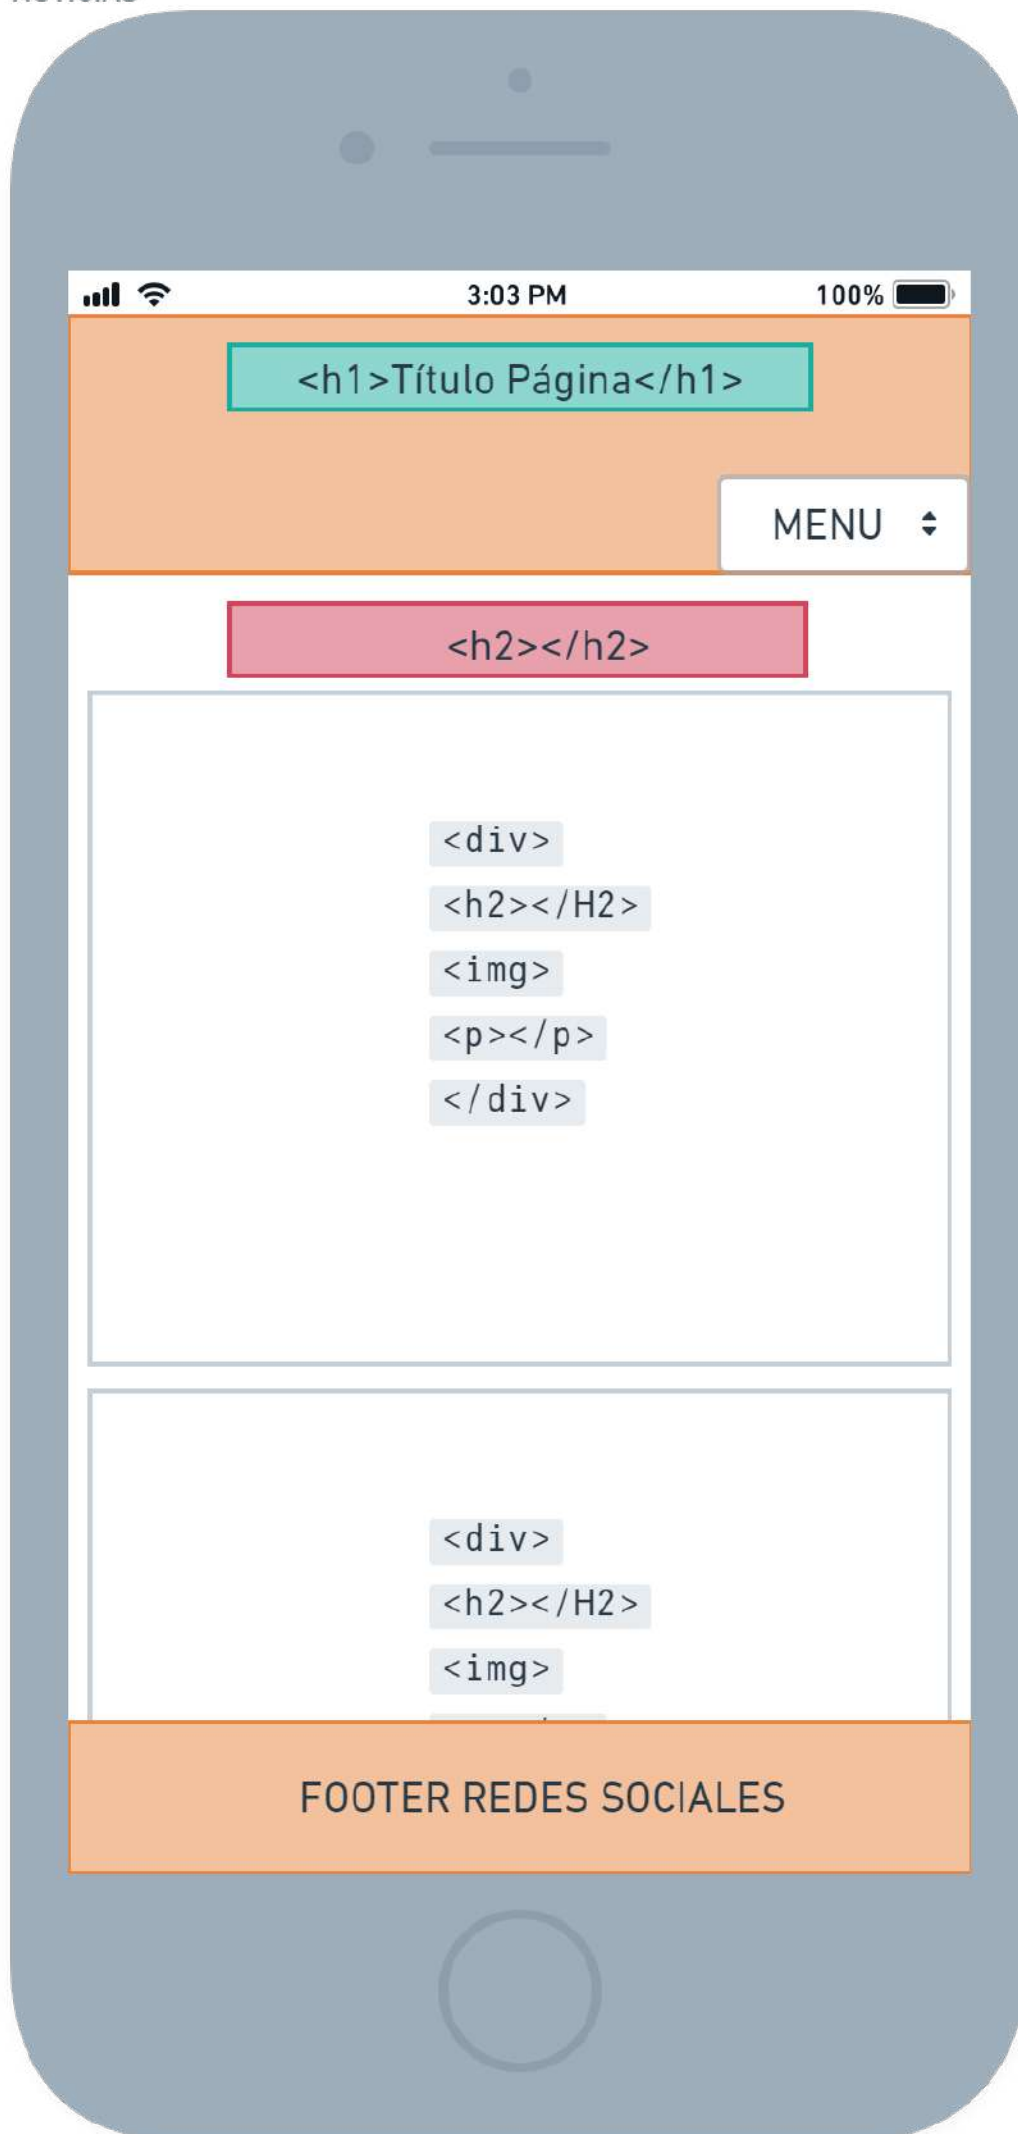 3:03 PM 100%
<h1>Título Página</h1>
MENU
<h2></h2>
<div>
<h2></H2>
<img>
<p></p>
</div>
<div>
<h2></H2>
<img>
FOOTER REDES SOCIALES